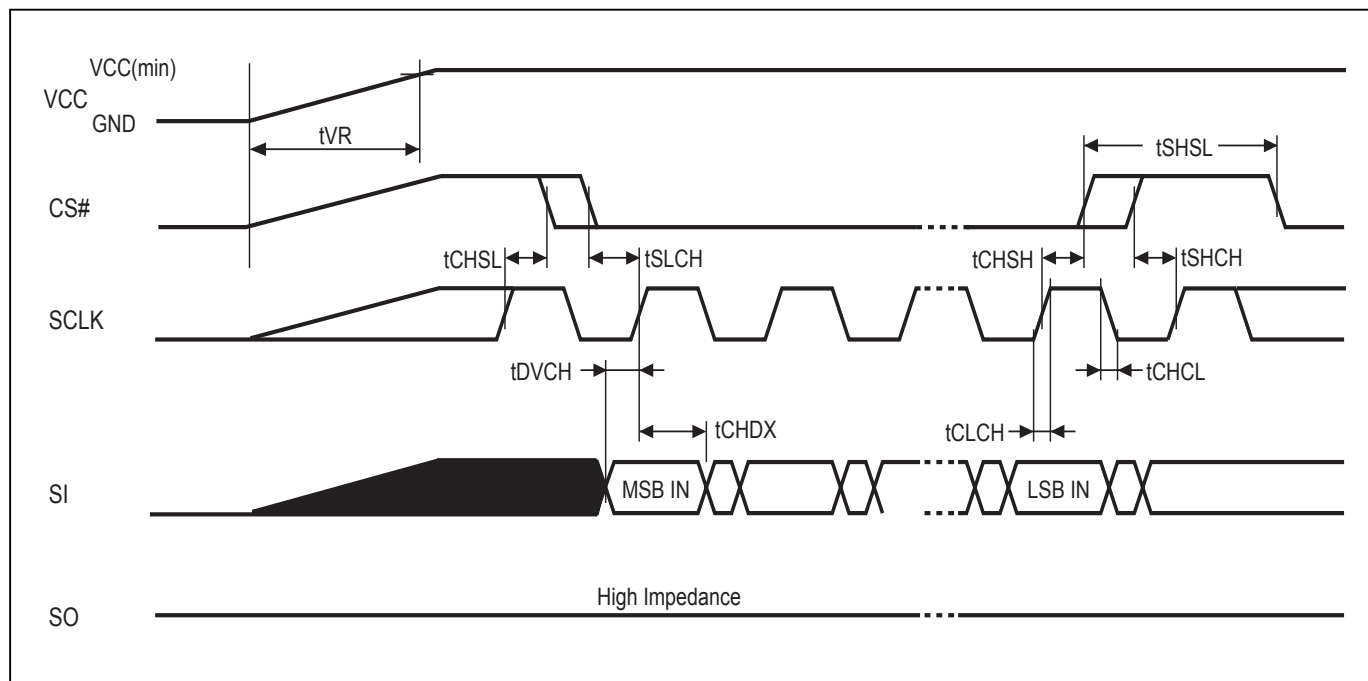 VCC(min)
VCC
GND
tVR
tSHSL
CS#
tCHSL
tSLCH
tCHSH
tSHCH
SCLK
tDVCH
tCHCL
tCHDX
tCLCH
SI
MSB IN
LSB IN
High Impedance
SO